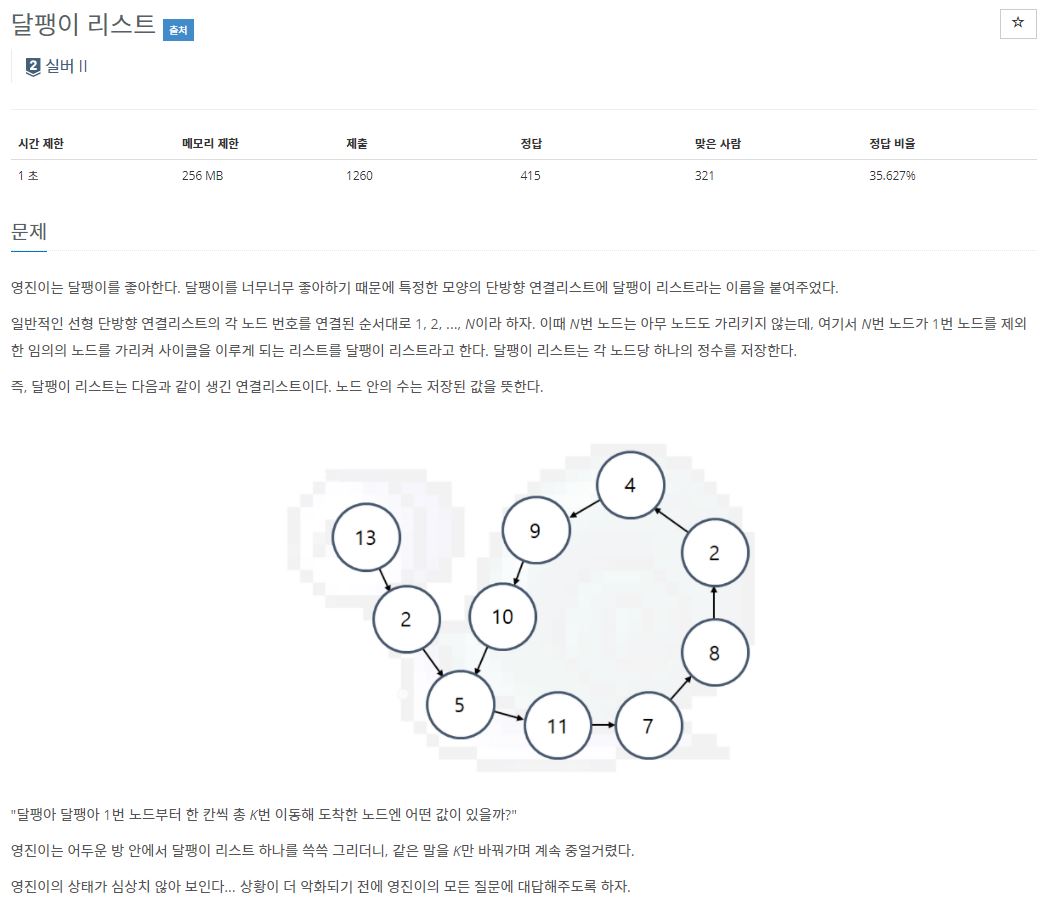 달팽이 리스트 출처
☆
2 실버 II
시간 제한 메모리 제한 제출 정답 맞은 사람 정답 비율
1 초 256 MB 1260 415 321 35.627%
문제
영진이는 달팽이를 좋아한다. 달팽이를 너무너무 좋아하기 때문에 특정한 모양의 단방향 연결리스트에 달팽이 리스트라는 이름을 붙여주었다.
일반적인 선형 단방향 연결리스트의 각 노드 번호를 연결된 순서대로 1, 2, ..., N이라 하자. 이때 N번 노드는 아무 노드도 가리키지 않는데, 여기서 N번 노드가 1번 노드를 제외
한 임의의 노드를 가리켜 사이클을 이루게 되는 리스트를 달팽이 리스트라고 한다. 달팽이 리스트는 각 노드당 하나의 정수를 저장한다.
즉, 달팽이 리스트는 다음과 같이 생긴 연결리스트이다. 노드 안의 수는 저장된 값을 뜻한다.
13
2
5
11
7
8
2
4
9
10
"달팽아 달팽아 1번 노드부터 한 칸씩 총 K번 이동해 도착한 노드엔 어떤 값이 있을까?"
영진이는 어두운 방 안에서 달팽이 리스트 하나를 쓱쓱 그리더니, 같은 말을 K만 바꿔가며 계속 중얼거렸다.
영진이의 상태가 심상치 않아 보인다... 상황이 더 악화되기 전에 영진이의 모든 질문에 대답해주도록 하자.